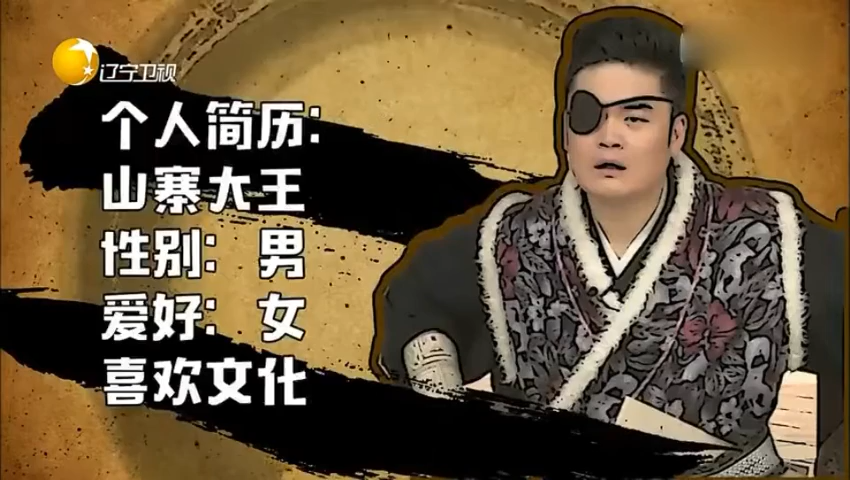 辽宁卫视
个人简历:
山寨大王
性别: 男
爱好: 女
喜欢文化